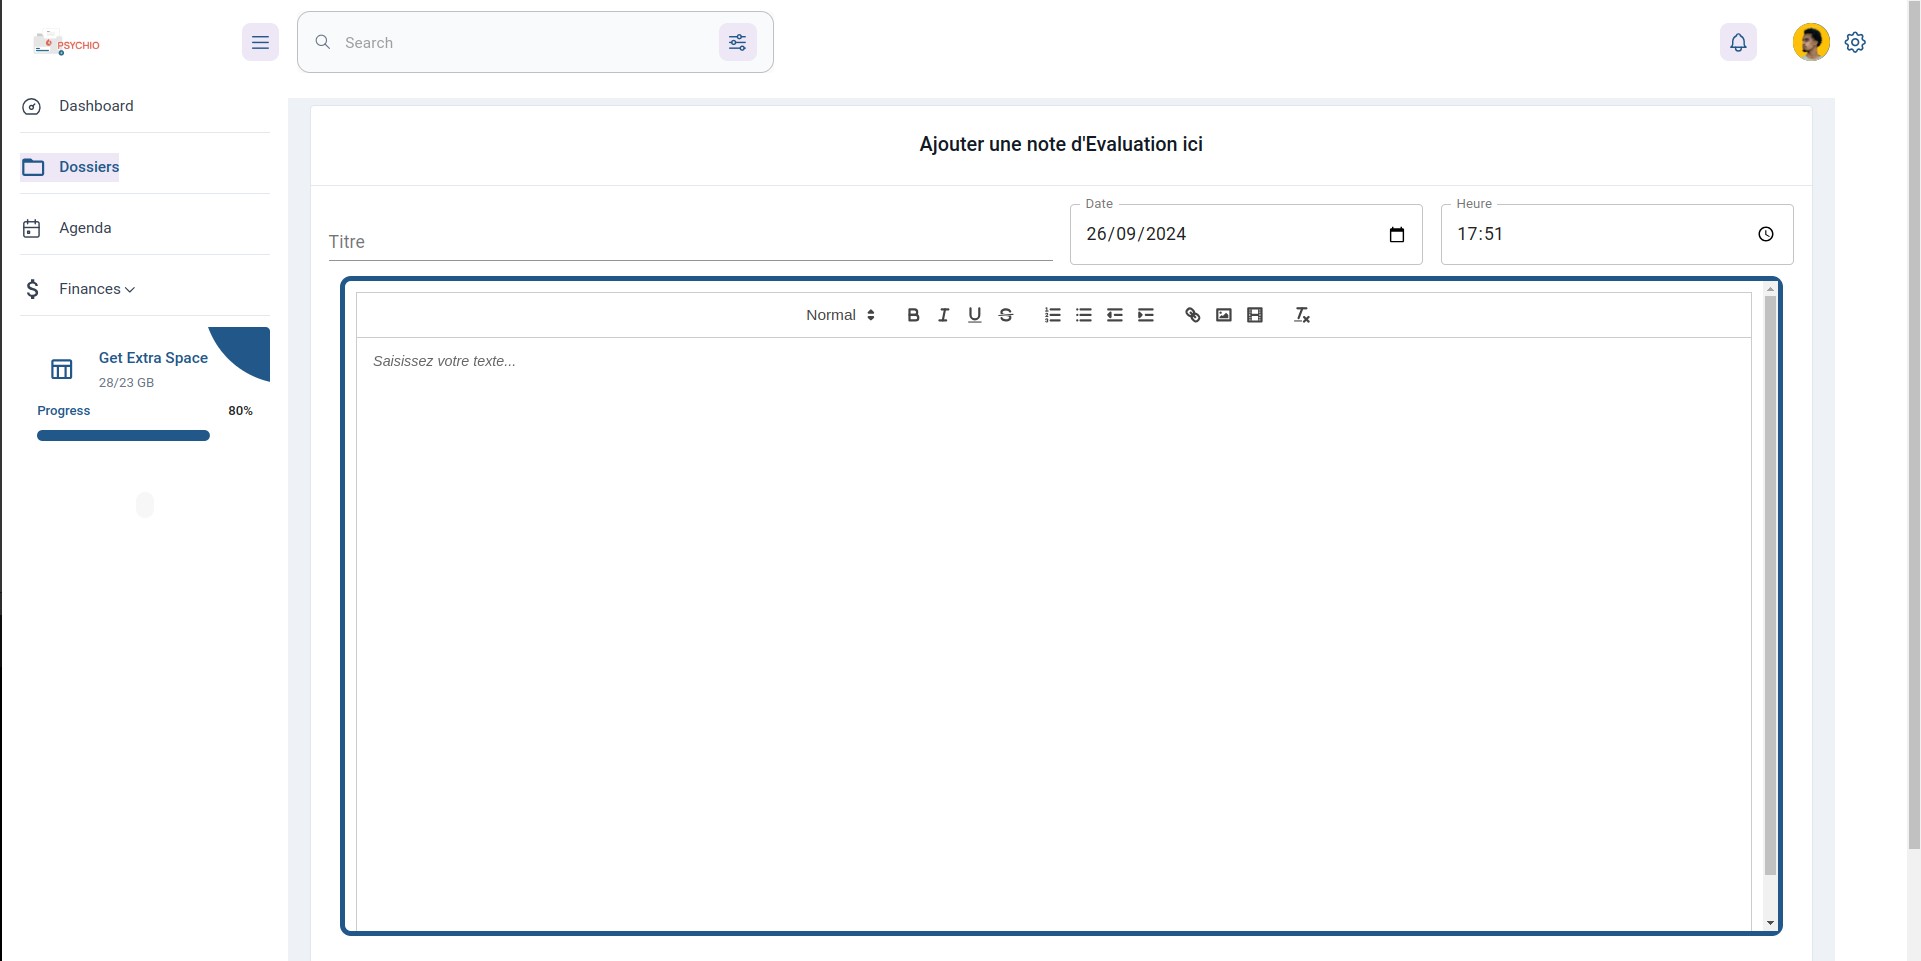 PSYCHIO
Search
Dashboard
Dossiers
Agenda
Finances
Get Extra Space
28/23 GB
Progress 80%
Ajouter une note d'Evaluation ici
Titre
Date
26/09/2024
Heure
17:51
Normal
Saisissez votre texte...